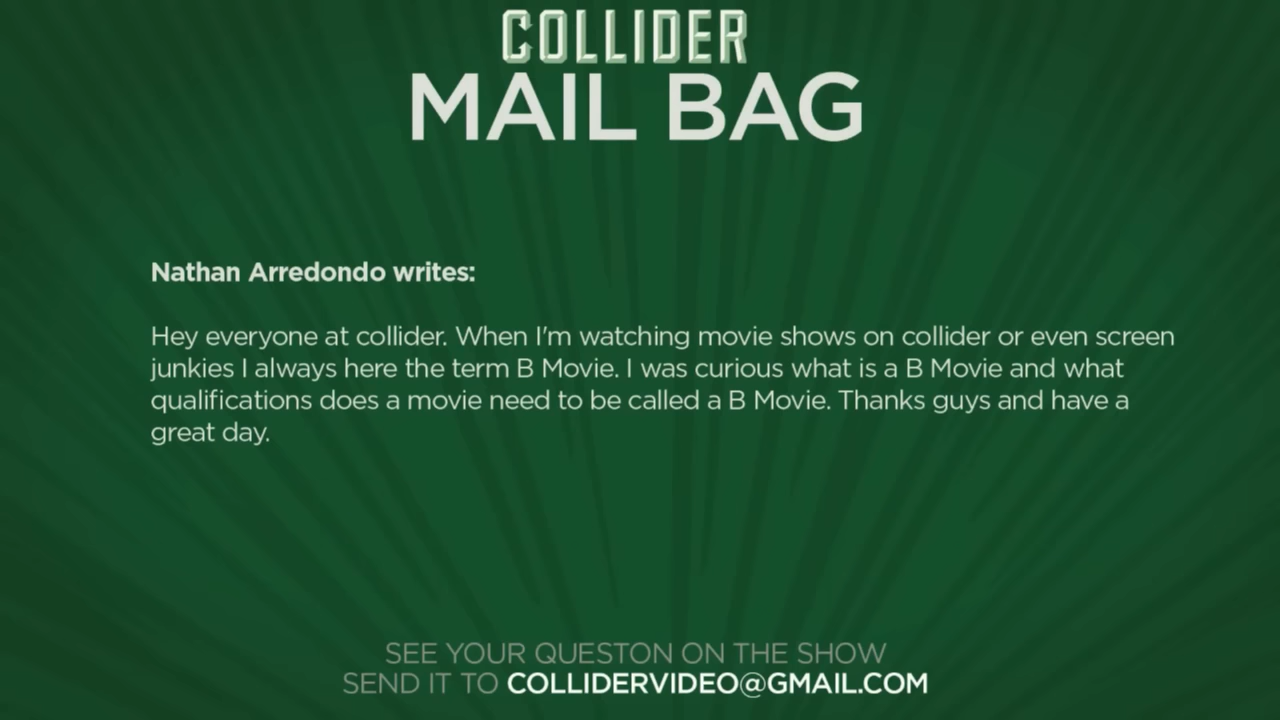 COLLIDER
MAIL BAG
Nathan Arredondo writes:
Hey everyone at collider. When I'm watching movie shows on collider or even screen
junkies I always here the term B Movie. I was curious what is a B Movie and what
qualifications does a movie need to be called a B Movie. Thanks guys and have a
great day.
SEE YOUR QUESTON ON THE SHOW
SEND IT TO COLLIDERVIDEO@GMAIL.COM